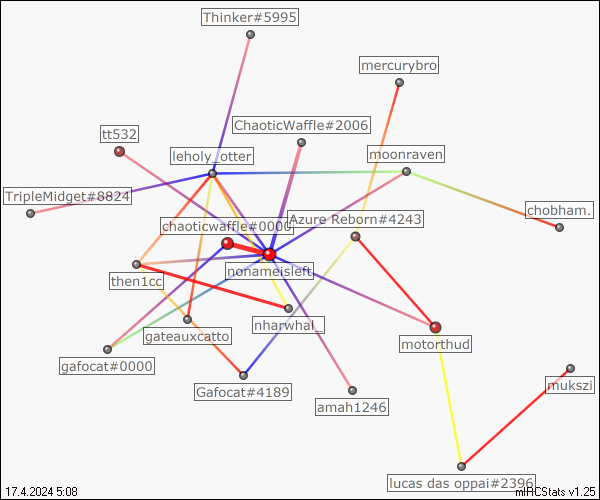 Thinker#5995
mercurybro
ChaoticWaffle#2006
tt532
leholy_otter
moonraven
TripleMidget#8824
chobham.
chaoticwaffle#0000
Azure Reborn#4243
nonameisleft
then1cc
nharwhal_
gateauxcatto
motorthud
gafocat#0000
Gafocat#4189
mukszi
amah1246
lucas das oppai#2396
17.4.2024 5:08
mIRCStats v1.25